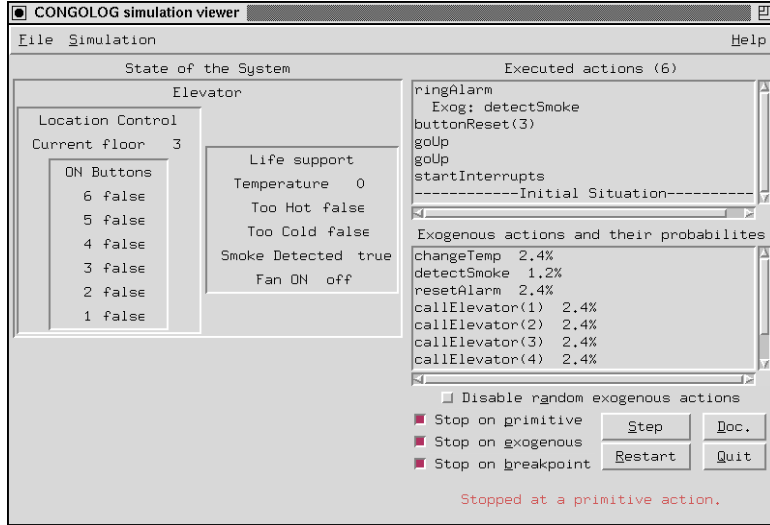 CONGOLOG simulation viewer
File Simulation Help
State of the System
Elevator
Location Control
Current floor 3
ON Buttons
6 false
5 false
4 false
3 false
2 false
1 false
Life support
Temperature 0
Too Hot false
Too Cold false
Smoke Detected true
Fan ON off
Executed actions (6)
ringAlarm
Exog: detectSmoke
buttonReset(3)
goUp
goUp
startInterrupts
------------Initial Situation----------
Exogenous actions and their probabilites
changeTemp 2.4%
detectSmoke 1.2%
resetAlarm 2.4%
callElevator(1) 2.4%
callElevator(2) 2.4%
callElevator(3) 2.4%
callElevator(4) 2.4%
Disable random exogenous actions
Stop on primitive
Stop on exogenous
Stop on breakpoint
Step Doc.
Restart Quit
Stopped at a primitive action.